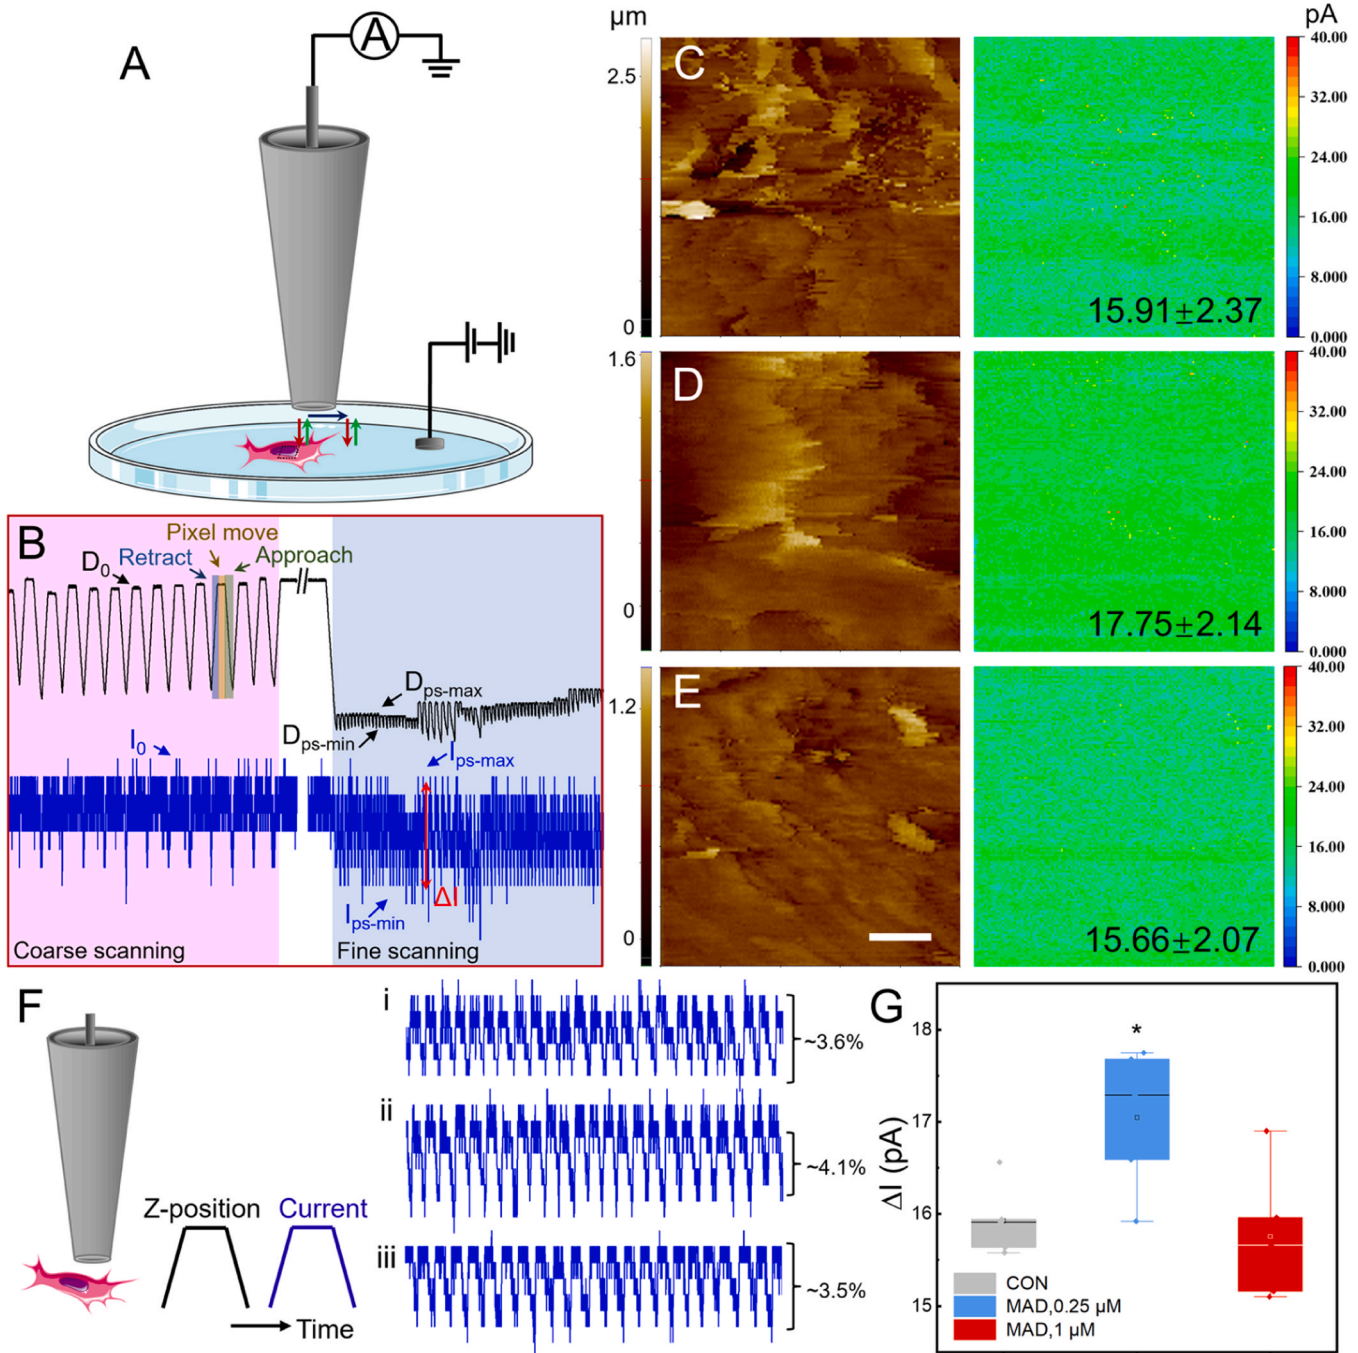 A
A
B
Pixel move
Retract
Approach
D0
Dps-max
Dps-min
I0
Ips-max
ΔI
Ips-min
Coarse scanning
Fine scanning
μm
2.5
0
C
pA
40.00
32.00
24.00
16.00
8.000
0.000
15.91±2.37
1.6
0
D
40.00
32.00
24.00
16.00
8.000
0.000
17.75±2.14
1.2
0
E
40.00
32.00
24.00
16.00
8.000
0.000
15.66±2.07
F
Z-position
Current
Time
i
~3.6%
ii
~4.1%
iii
~3.5%
G
ΔI (pA)
18
17
16
15
*
CON
MAD,0.25 μM
MAD,1 μM